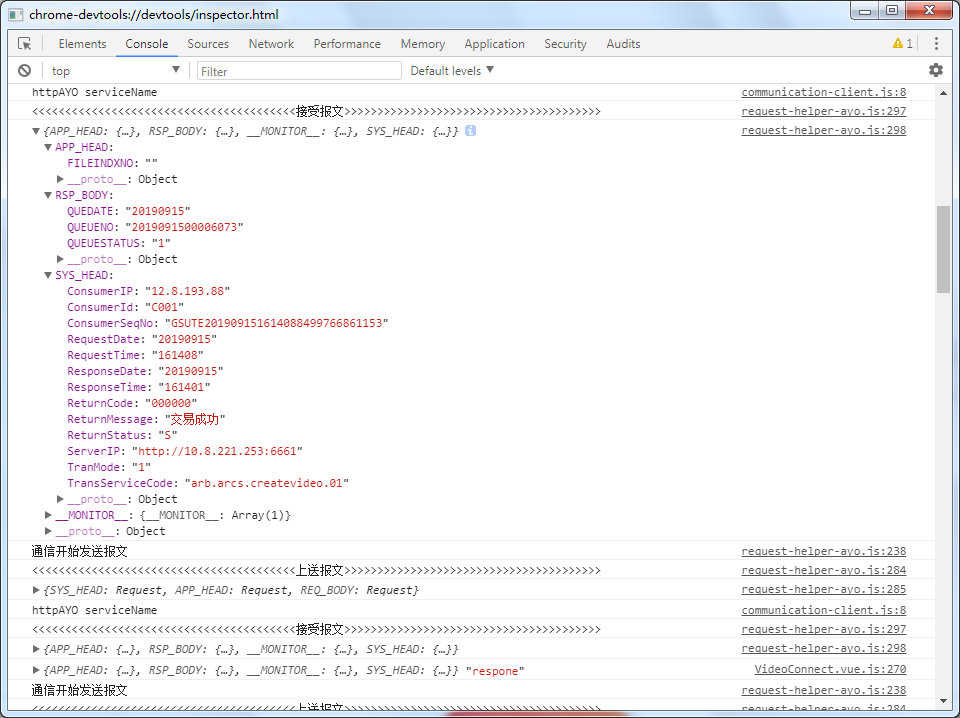 chrome-devtools://devtools/inspector.html
Elements Console Sources Network Performance Memory Application Security Audits 1
top Filter Default levels
httpAYO serviceName communication-client.js:8
<<<<<<<<<<<<<<<<<<<<<<<<<<<<<<<<<<<<<<<<接受报文>>>>>>>>>>>>>>>>>>>>>>>>>>>>>>>>>>>>>>> request-helper-ayo.js:297
{APP_HEAD: {…}, RSP_BODY: {…}, __MONITOR__: {…}, SYS_HEAD: {…}} request-helper-ayo.js:298
APP_HEAD:
FILEINDXNO: ""
__proto__: Object
RSP_BODY:
QUEDATE: "20190915"
QUEUENO: "2019091500006073"
QUEUESTATUS: "1"
__proto__: Object
SYS_HEAD:
ConsumerIP: "12.8.193.88"
ConsumerId: "C001"
ConsumerSeqNo: "GSUTE20190915161408849976686​1153"
RequestDate: "20190915"
RequestTime: "161408"
ResponseDate: "20190915"
ResponseTime: "161401"
ReturnCode: "000000"
ReturnMessage: "交易成功"
ReturnStatus: "S"
ServerIP: "http://10.8.221.253:6661"
TranMode: "1"
TransServiceCode: "arb.arcs.createvideo.01"
__proto__: Object
__MONITOR__: {__MONITOR__: Array(1)}
__proto__: Object
通信开始发送报文 request-helper-ayo.js:238
<<<<<<<<<<<<<<<<<<<<<<<<<<<<<<<<<<<<<<<<上送报文>>>>>>>>>>>>>>>>>>>>>>>>>>>>>>>>>>>>>>> request-helper-ayo.js:284
{SYS_HEAD: Request, APP_HEAD: Request, REQ_BODY: Request} request-helper-ayo.js:285
httpAYO serviceName communication-client.js:8
<<<<<<<<<<<<<<<<<<<<<<<<<<<<<<<<<<<<<<<<接受报文>>>>>>>>>>>>>>>>>>>>>>>>>>>>>>>>>>>>>>> request-helper-ayo.js:297
{APP_HEAD: {…}, RSP_BODY: {…}, __MONITOR__: {…}, SYS_HEAD: {…}} request-helper-ayo.js:298
{APP_HEAD: {…}, RSP_BODY: {…}, __MONITOR__: {…}, SYS_HEAD: {…}} "respone" VideoConnect.vue.js:270
通信开始发送报文 request-helper-ayo.js:238
<<<<<<<<<<<<<<<<<<<<<<<<<<<<<<<<<<<<<<<<上送报文>>>>>>>>>>>>>>>>>>>>>>>>>>>>>>>>>>>>>>> request-helper-ayo.js:284